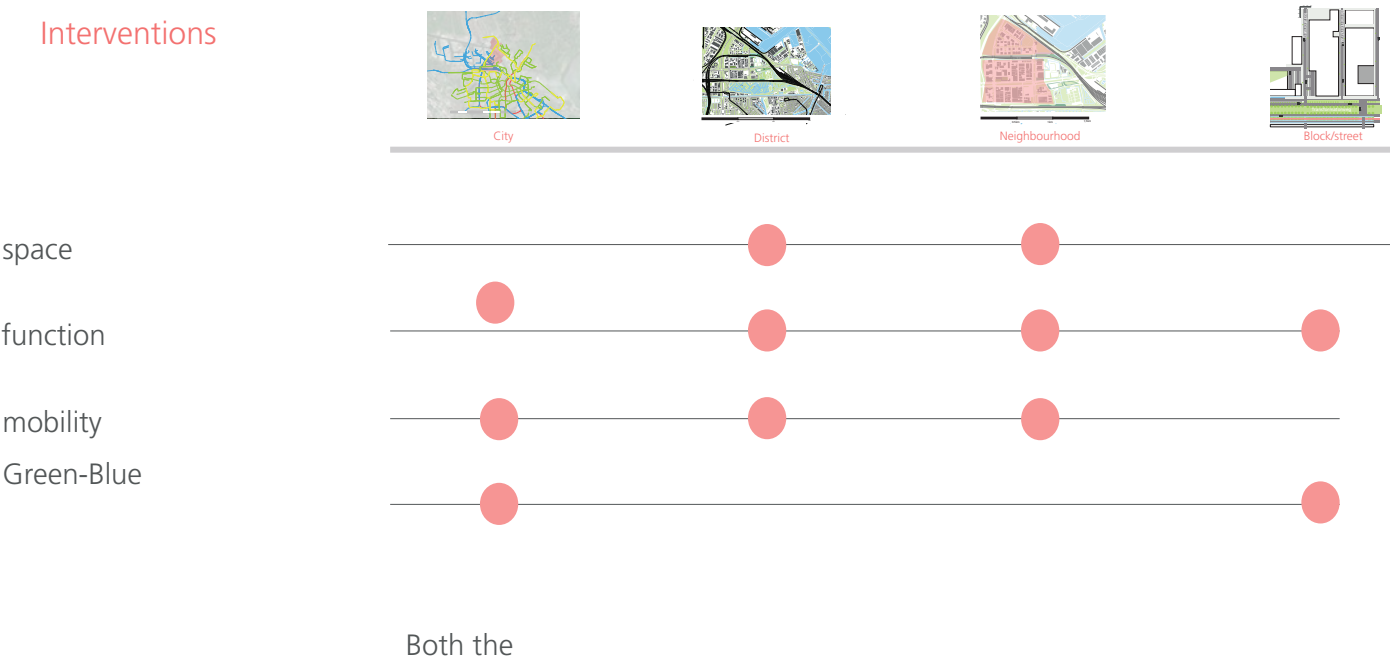 Interventions
City
District
Neighbourhood
Block/street
space
function
mobility
Green-Blue
Both the